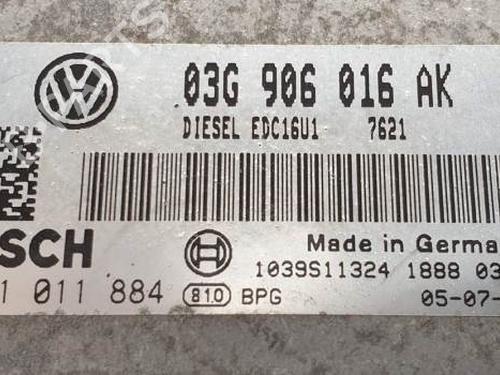 03G 906 016 AK
DIESEL EDC16U1 7621
SCH
Made in Germa
1039S11324 1888 03
1 011 884 810 BPG 05-07-